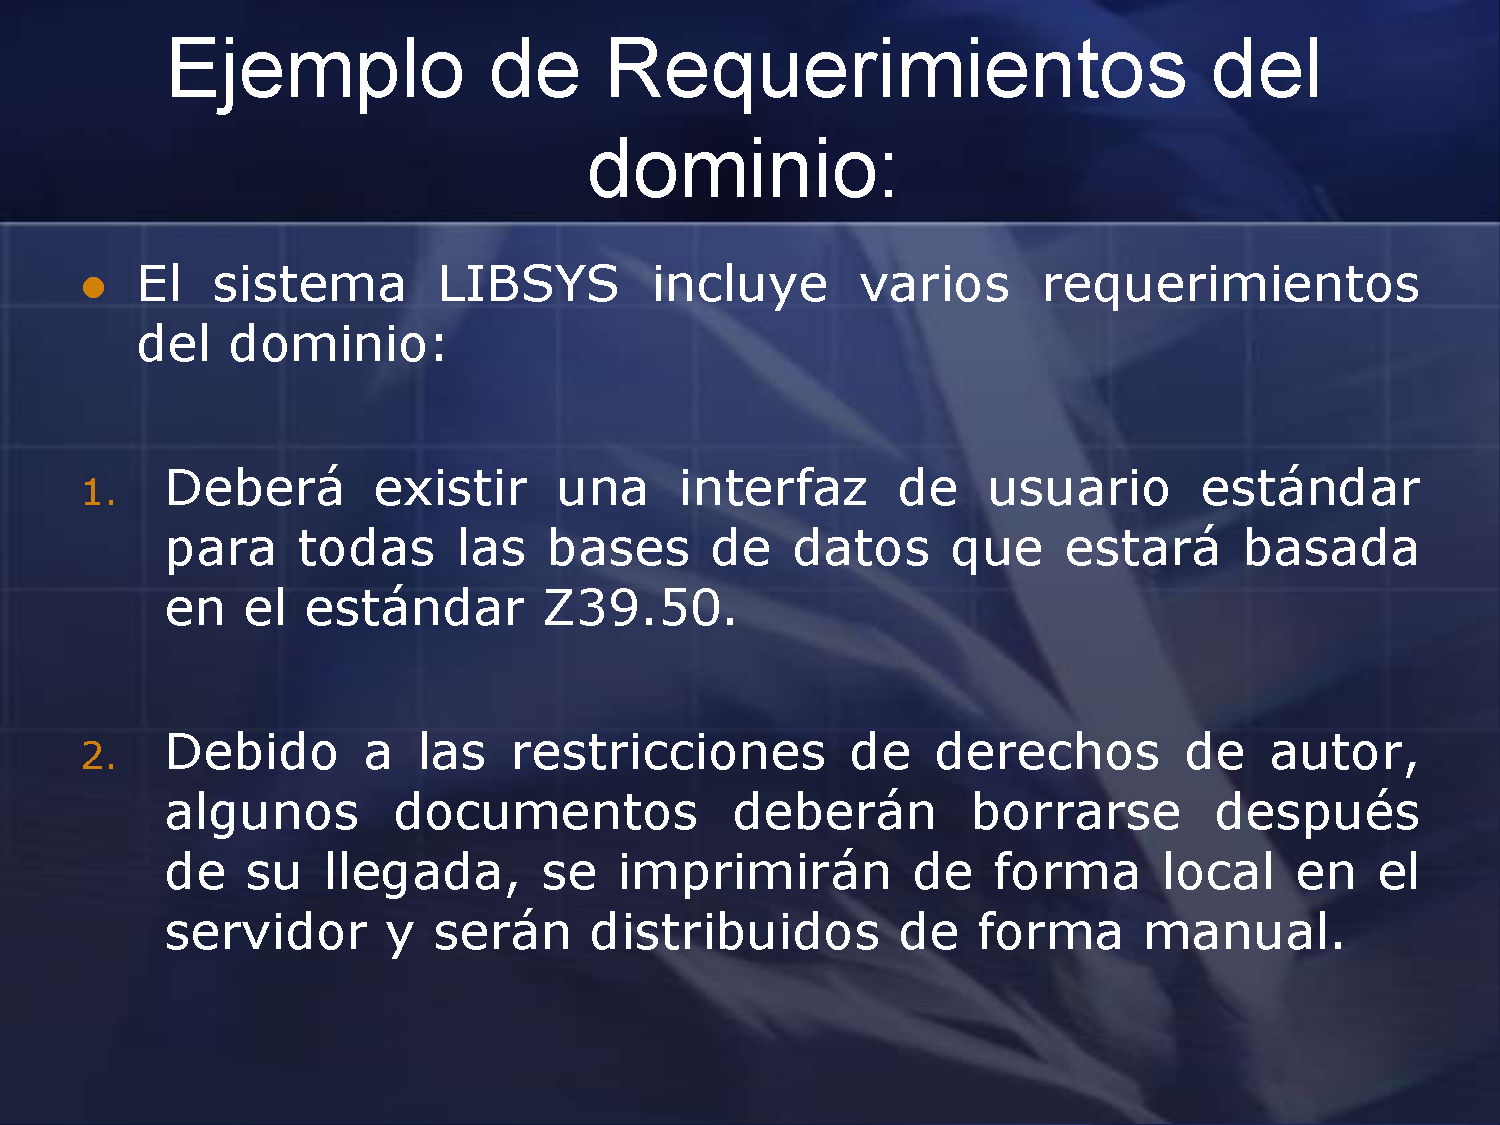 Ejemplo de Requerimientos del
dominio:
● El sistema LIBSYS incluye varios requerimientos
del dominio:
1. Deberá existir una interfaz de usuario estándar
para todas las bases de datos que estará basada
en el estándar Z39.50.
2. Debido a las restricciones de derechos de autor,
algunos documentos deberán borrarse después
de su llegada, se imprimirán de forma local en el
servidor y serán distribuidos de forma manual.